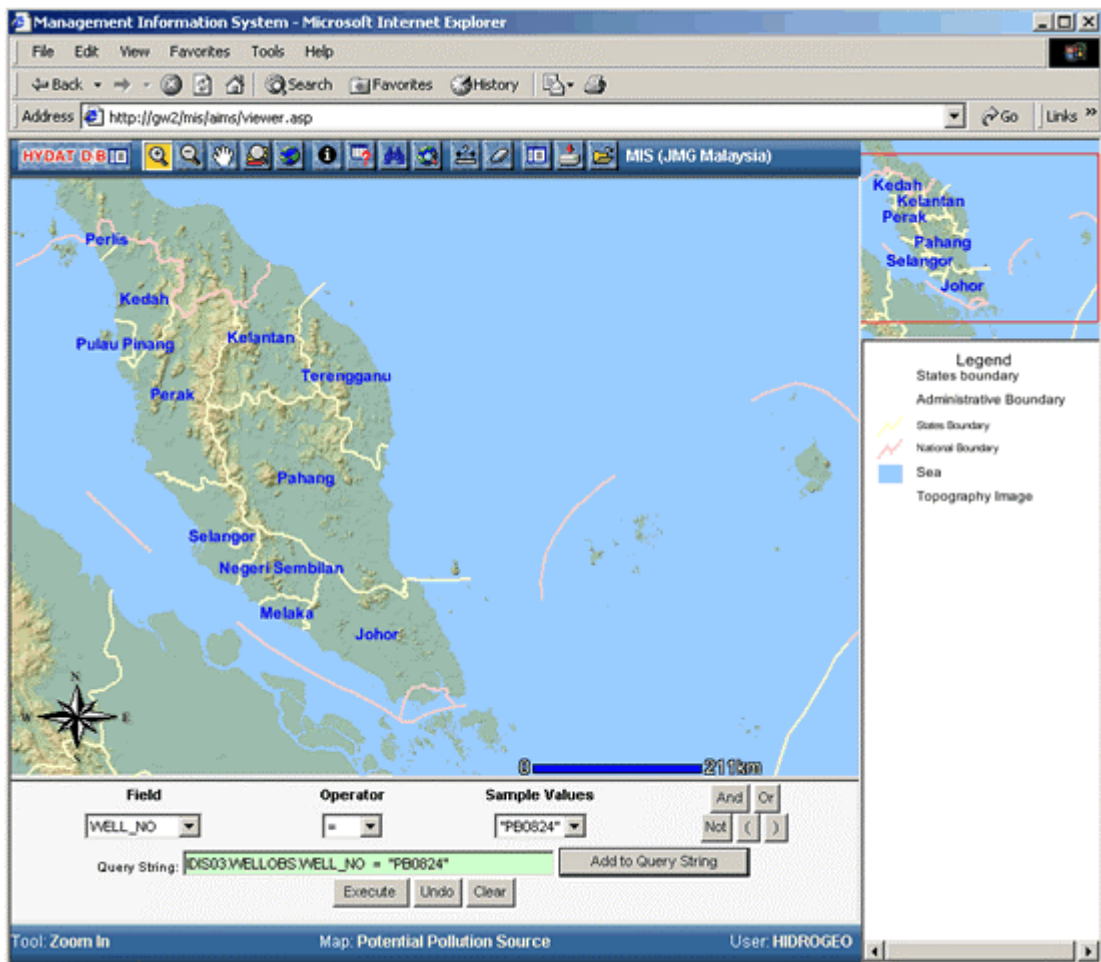 Management Information System - Microsoft Internet Explorer
File Edit View Favorites Tools Help
Back Search Favorites History
Address http://gw2/mis/aims/viewer.asp Go Links »
HYDAT DB MIS (JMG Malaysia)
Perlis
Kedah
Pulau Pinang
Kelantan
Terengganu
Perak
Pahang
Selangor
Negeri Sembilan
Melaka
Johor
N
W E
S
0 211km
Kedah
Kelantan
Perak
Pahang
Selangor
Johor
Legend
States boundary
Administrative Boundary
States Boundary
National Boundary
Sea
Topography Image
Field Operator Sample Values And Or
WELL_NO = "PB0824" Not ( )
Query String: IDIS03.WELLOBS.WELL_NO = "PB0824" Add to Query String
Execute Undo Clear
Tool: Zoom In Map: Potential Pollution Source User: HIDROGEO